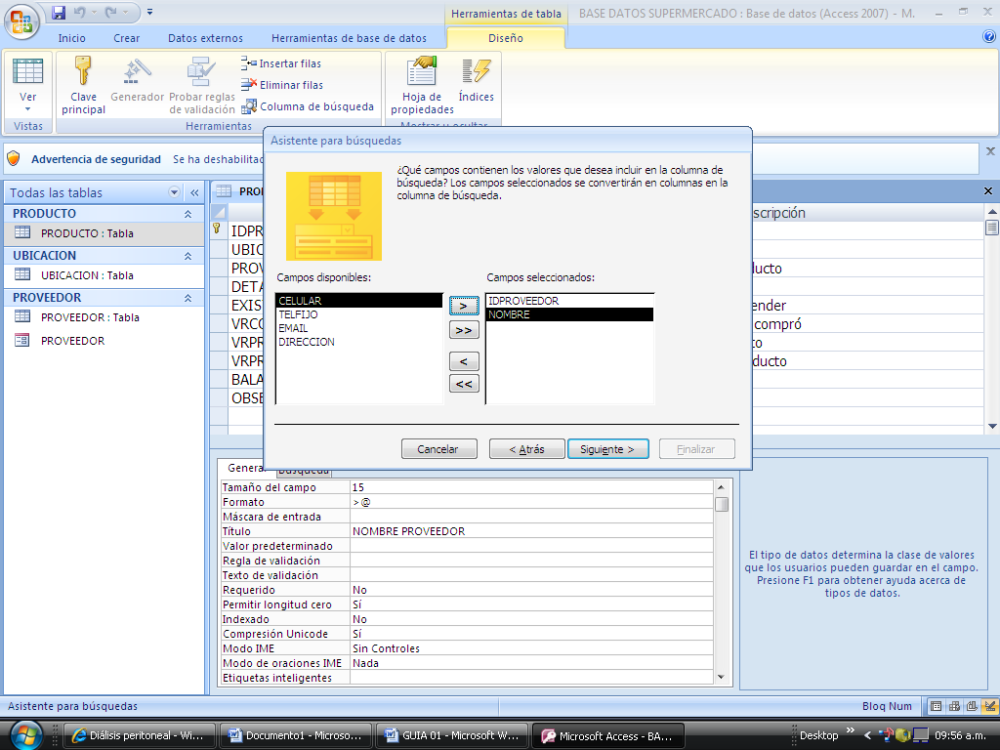 Herramientas de tabla
BASE DATOS SUPERMERCADO : Base de datos (Access 2007) - M.
Inicio
Crear
Datos externos
Herramientas de base de datos
Diseño
Ver
Clave principal
Generador
Probar reglas de validación
Insertar filas
Eliminar filas
Columna de búsqueda
Hoja de propiedades
Índices
Vistas
Herramientas
Mostrar u ocultar
Advertencia de seguridad
Se ha deshabilitad
Todas las tablas
«
PRODUCTO
PRODUCTO : Tabla
UBICACION
UBICACION : Tabla
PROVEEDOR
PROVEEDOR : Tabla
PROVEEDOR
PRO
scripción
IDPR
UBIC
PROV
ducto
DETA
EXIS
ender
VRCO
compró
VRPR
to
VRPR
ducto
BALA
OBSE
Asistente para búsquedas
¿Qué campos contienen los valores que desea incluir en la columna de
búsqueda? Los campos seleccionados se convertirán en columnas en la
columna de búsqueda.
Campos disponibles:
Campos seleccionados:
CELULAR
TELFIJO
EMAIL
DIRECCION
>
>>
<
<<
IDPROVEEDOR
NOMBRE
Cancelar
< Atrás
Siguiente >
Finalizar
General
Búsqueda
Tamaño del campo 15
Formato >@
Máscara de entrada
Título NOMBRE PROVEEDOR
Valor predeterminado
Regla de validación
Texto de validación
Requerido No
Permitir longitud cero Sí
Indexado No
Compresión Unicode Sí
Modo IME Sin Controles
Modo de oraciones IME Nada
Etiquetas inteligentes
El tipo de datos determina la clase de valores
que los usuarios pueden guardar en el campo.
Presione F1 para obtener ayuda acerca de
tipos de datos.
Asistente para búsquedas
Bloq Num
Diálisis peritoneal - Wi...
Documento1 - Microso...
GUIA 01 - Microsoft W...
Microsoft Access - BA...
Desktop
»
<
09:56 a.m.